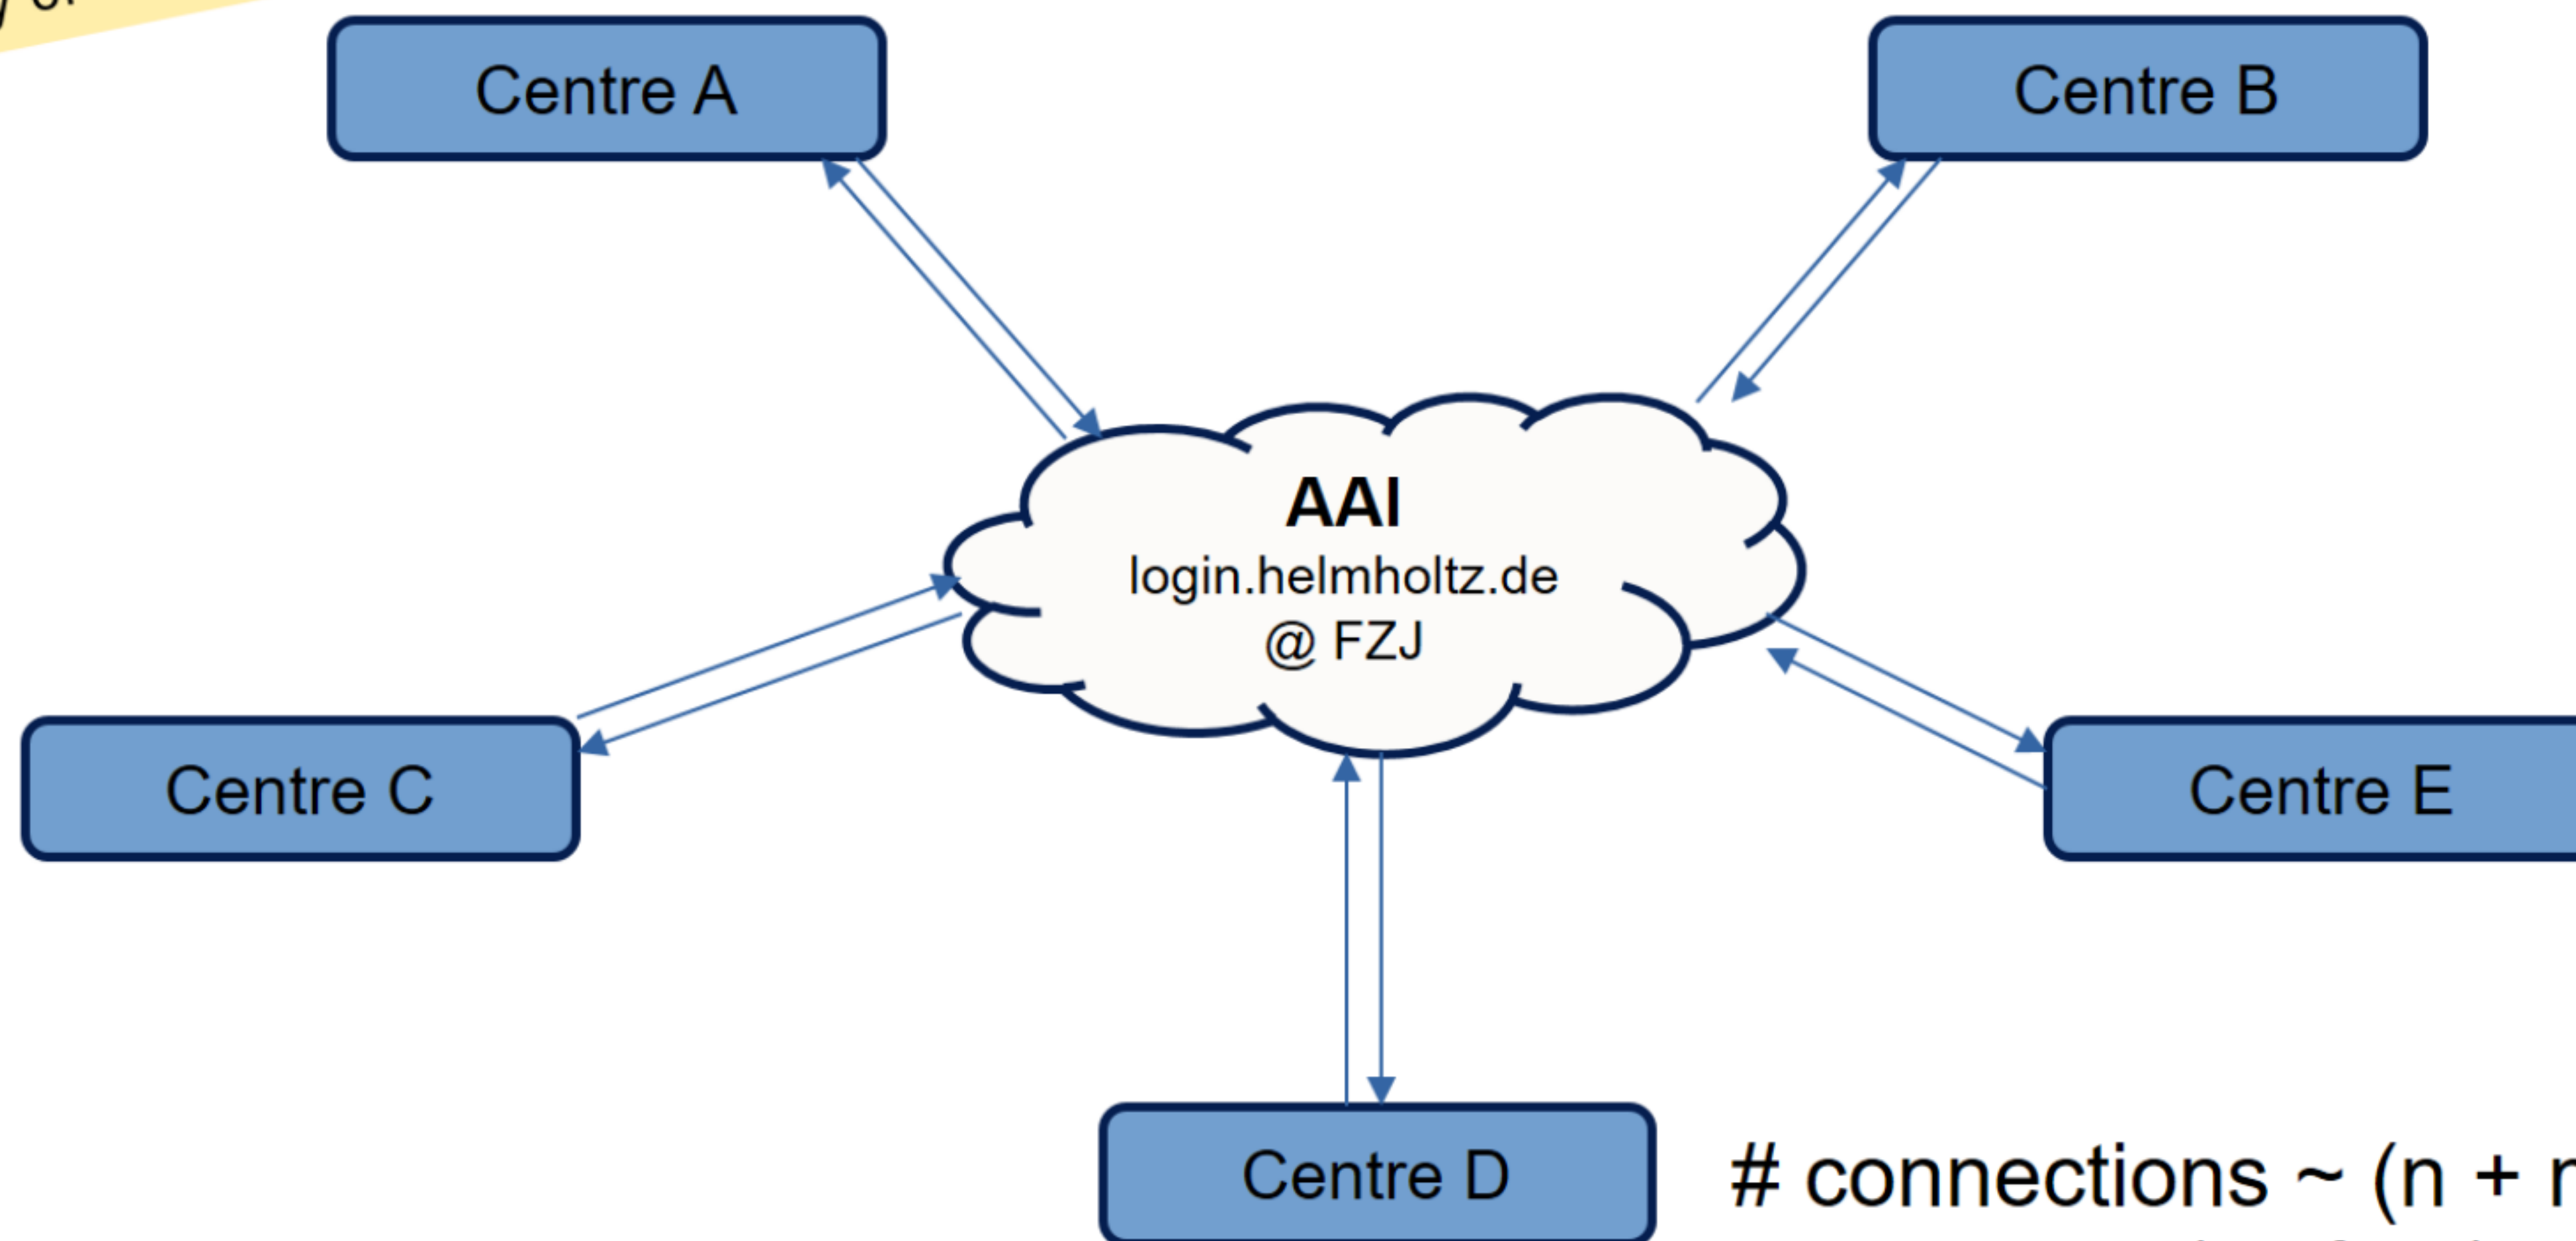 Centre A
Centre B
AAI
login.helmholtz.de
@ FZJ
Centre C
Centre E
Centre D
# connections ~ (n +